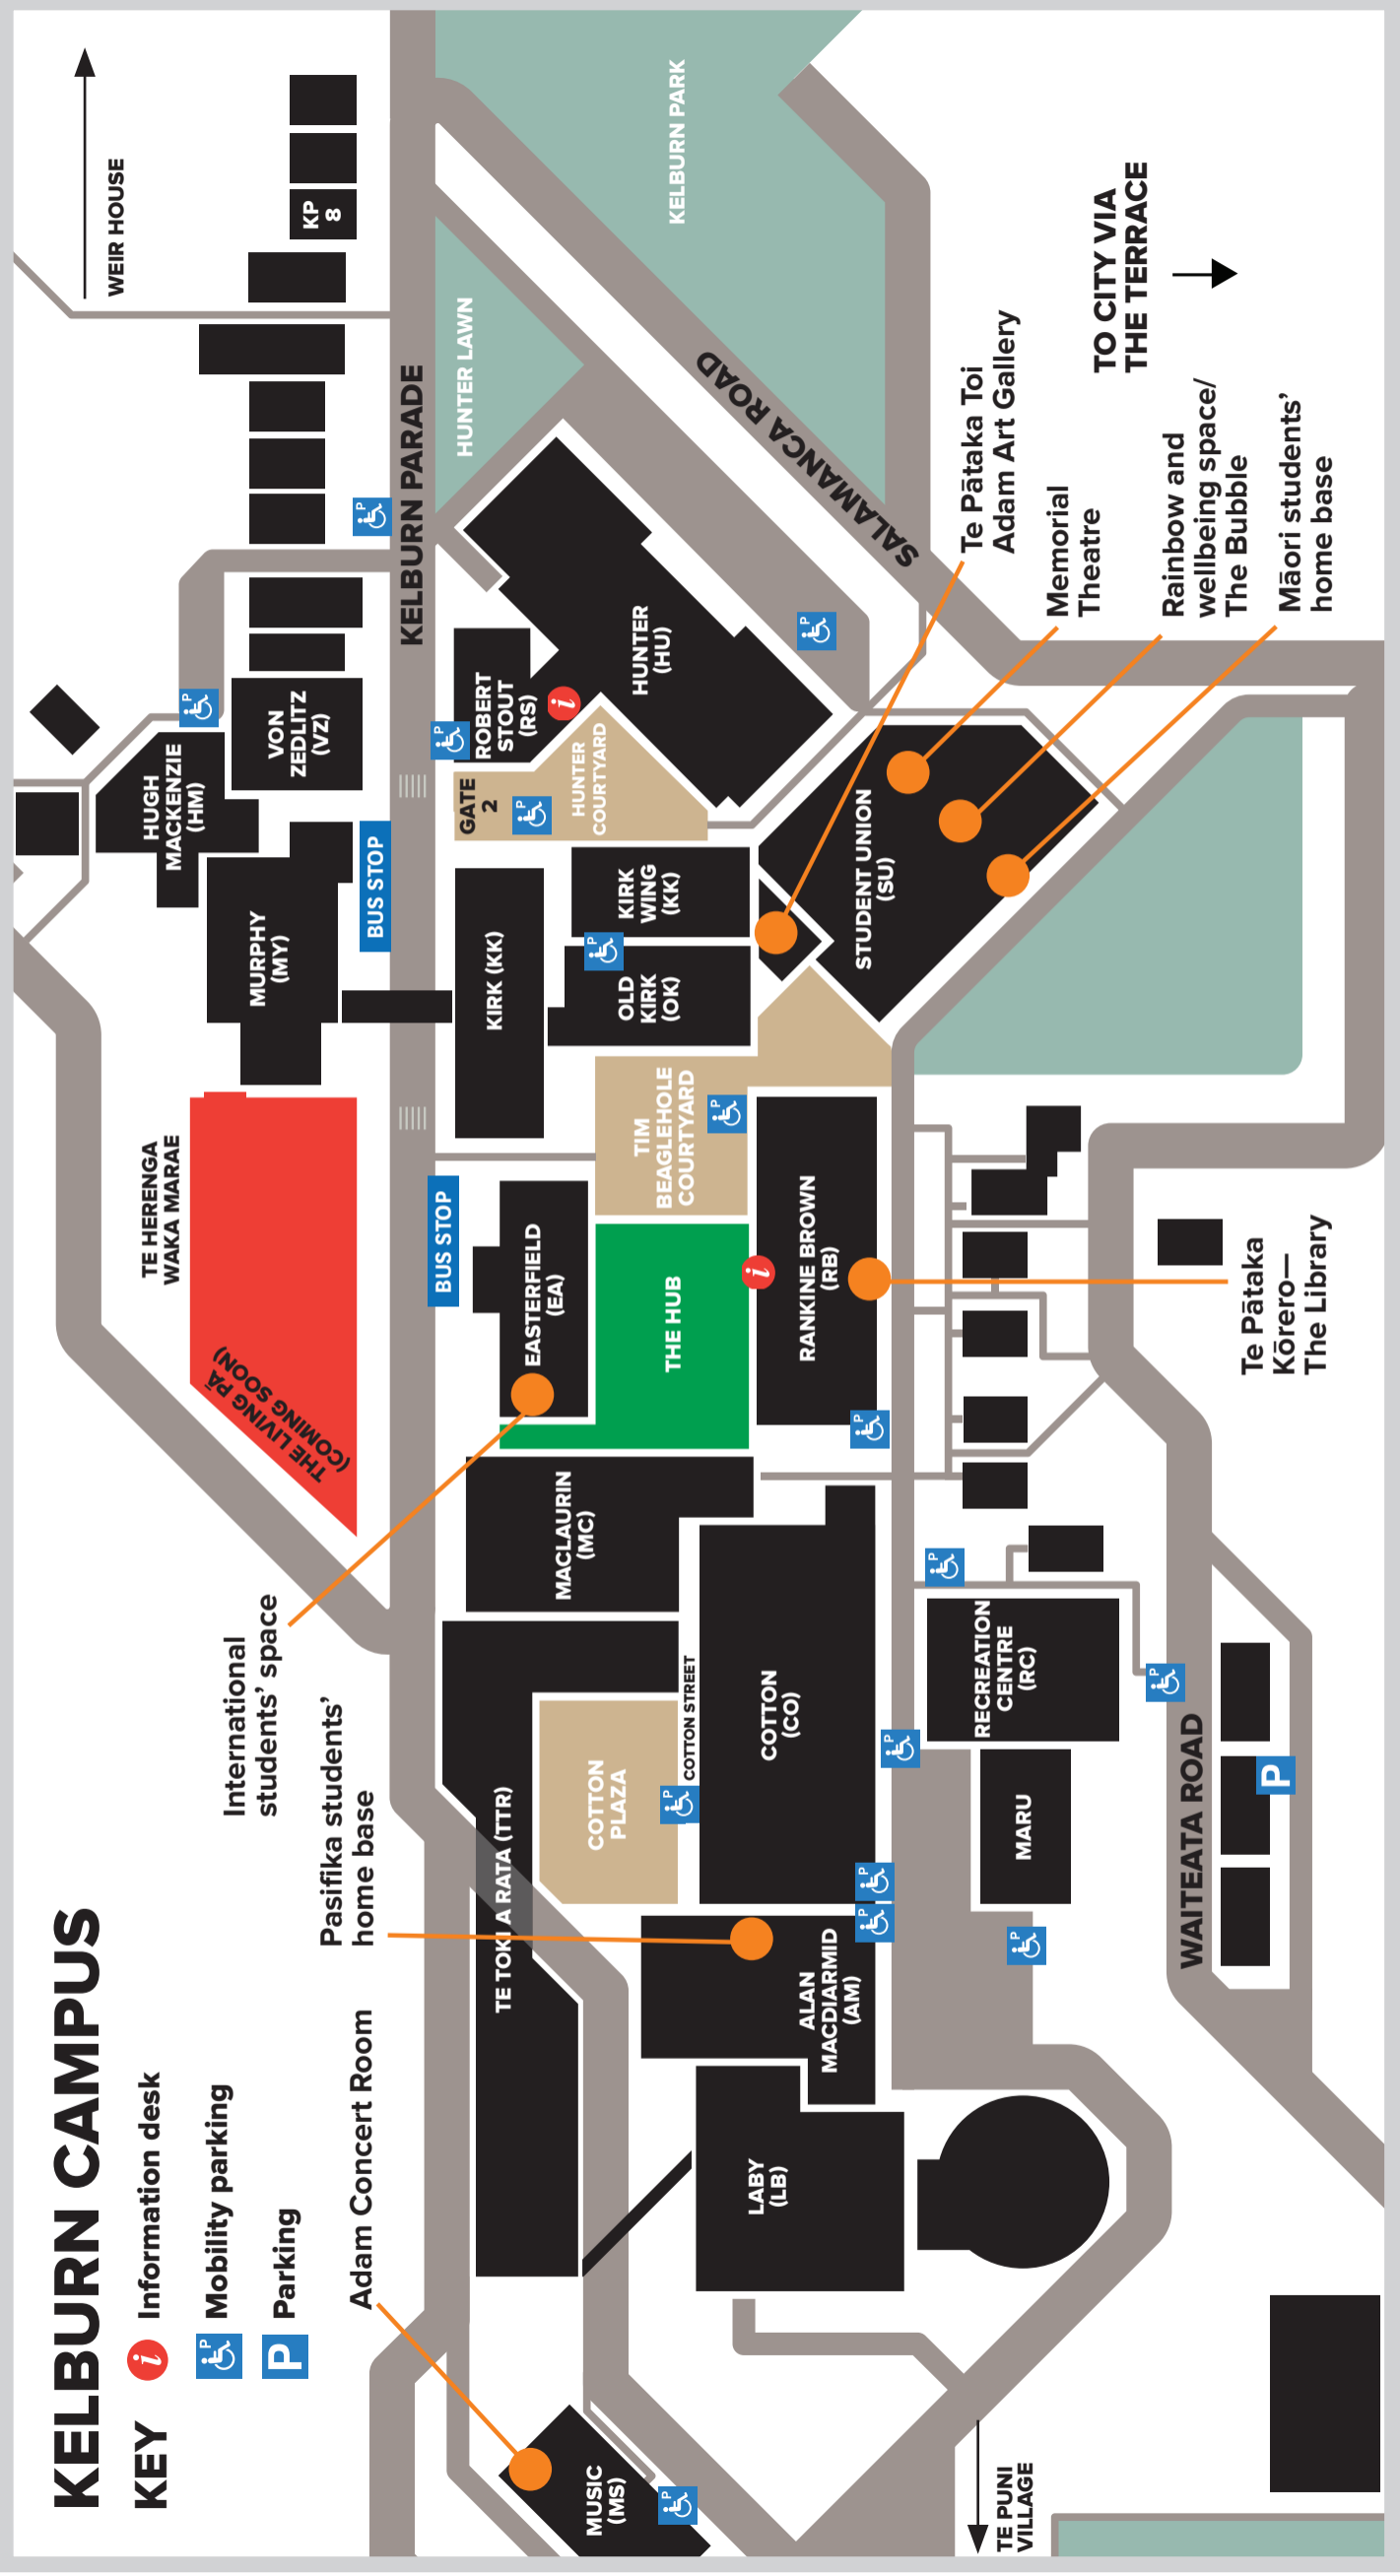 KELBURN CAMPUS
KEY
Information desk
Mobility parking
P
Parking
Adam Concert Room
Pasifika students’
home base
International
students’ space
TE HERENGA
WAKA MARAE
THE LIVING PĀ
(COMING SOON)
MURPHY
(MY)
HUGH
MACKENZIE
(HM)
VON
ZEDLITZ
(VZ)
WEIR HOUSE
KP
8
BUS STOP
KELBURN PARADE
BUS STOP
MUSIC
(MS)
TE TOKI A RATA (TTR)
COTTON
PLAZA
COTTON STREET
MACLAURIN
(MC)
EASTERFIELD
(EA)
THE HUB
TIM
BEAGLEHOLE
COURTYARD
KIRK (KK)
OLD
KIRK
(OK)
KIRK
WING
(KK)
GATE
2
HUNTER
COURTYARD
ROBERT
STOUT
(RS)
HUNTER
(HU)
HUNTER LAWN
KELBURN PARK
SALAMANCA ROAD
LABY
(LB)
ALAN
MACDIARMID
(AM)
COTTON
(CO)
RANKINE BROWN
(RB)
STUDENT UNION
(SU)
Te Pātaka Toi
Adam Art Gallery
Memorial
Theatre
Rainbow and
wellbeing space/
The Bubble
Māori students’
home base
TO CITY VIA
THE TERRACE
MARU
RECREATION
CENTRE
(RC)
WAITEATA ROAD
P
Te Pātaka
Kōrero—
The Library
TE PUNI
VILLAGE